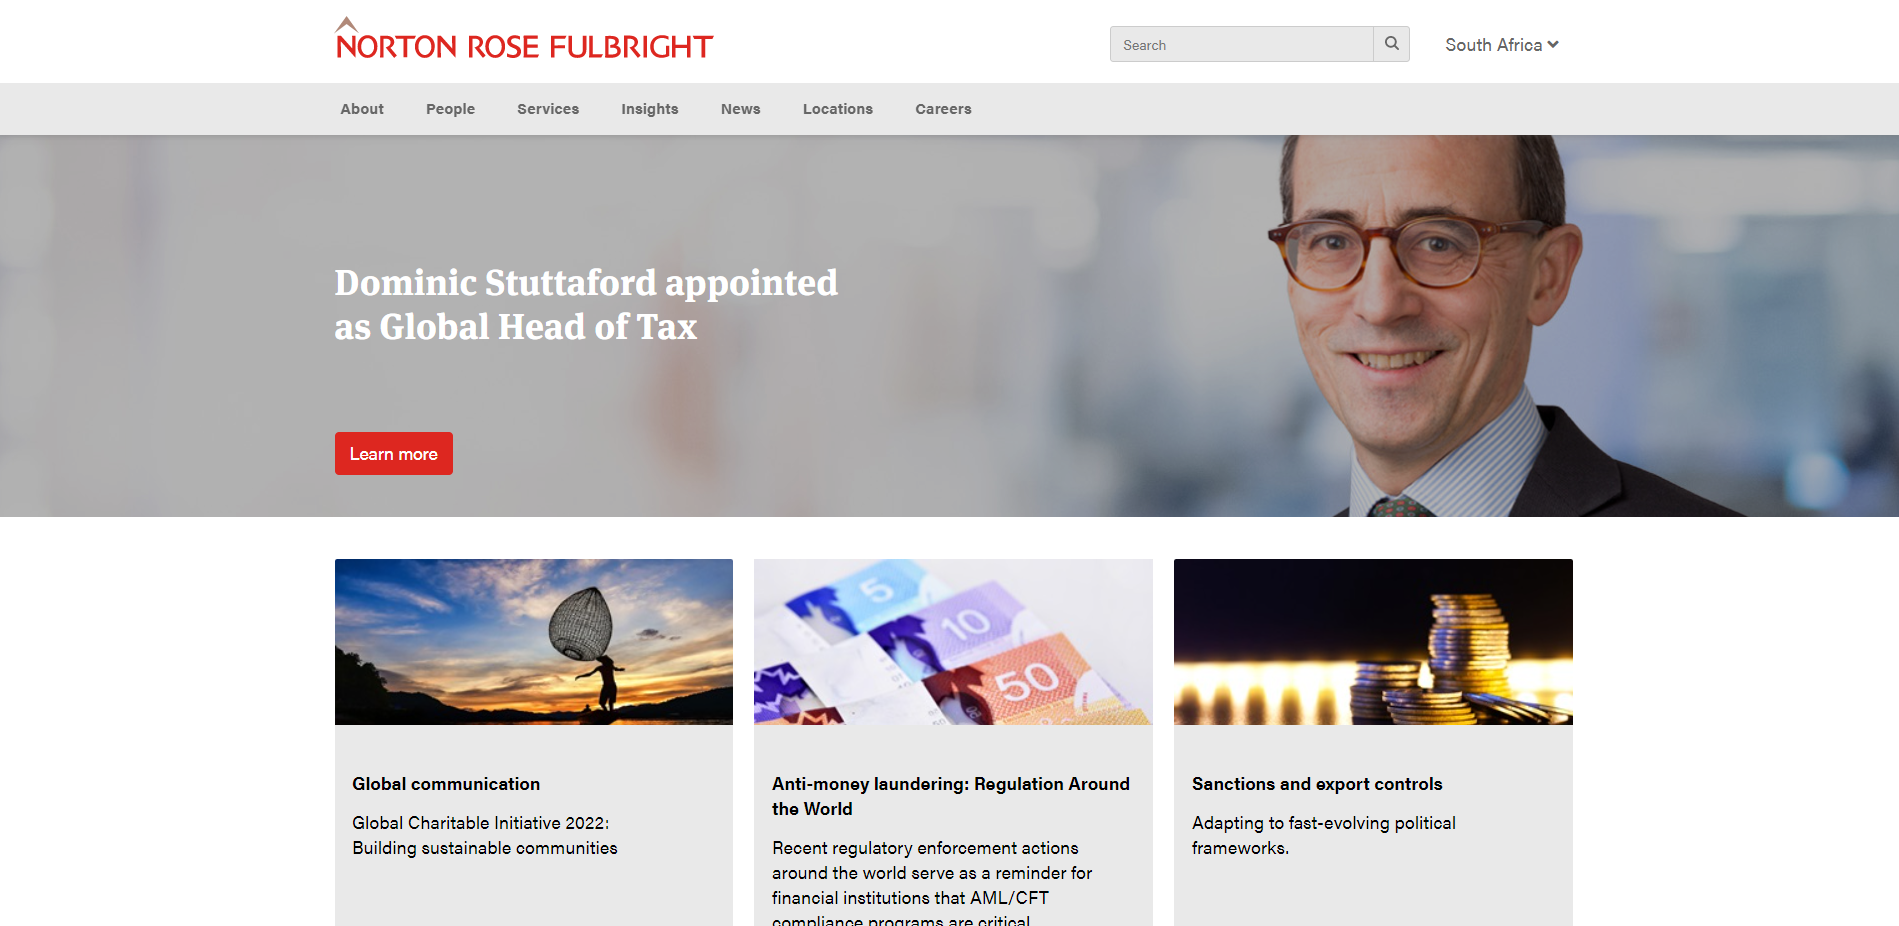 NORTON ROSE FULBRIGHT
Search
South Africa
About
People
Services
Insights
News
Locations
Careers
Dominic Stuttaford appointed
as Global Head of Tax
Learn more
5
10
50
Global communication
Global Charitable Initiative 2022:
Building sustainable communities
Anti-money laundering: Regulation Around
the World
Recent regulatory enforcement actions
around the world serve as a reminder for
financial institutions that AML/CFT
compliance programs are critical
Sanctions and export controls
Adapting to fast-evolving political
frameworks.